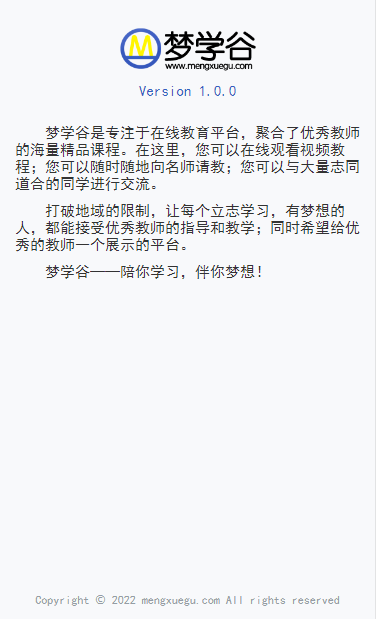 梦学谷
www.mengxuegu.com
Version 1.0.0
梦学谷是专注于在线教育平台，聚合了优秀教师
的海量精品课程。在这里，您可以在线观看视频教
程；您可以随时随地向名师请教；您可以与大量志同
道合的同学进行交流。
打破地域的限制，让每个立志学习，有梦想的
人，都能接受优秀教师的指导和教学；同时希望给优
秀的教师一个展示的平台。
梦学谷——陪你学习，伴你梦想！
Copyright © 2022 mengxuegu.com All rights reserved